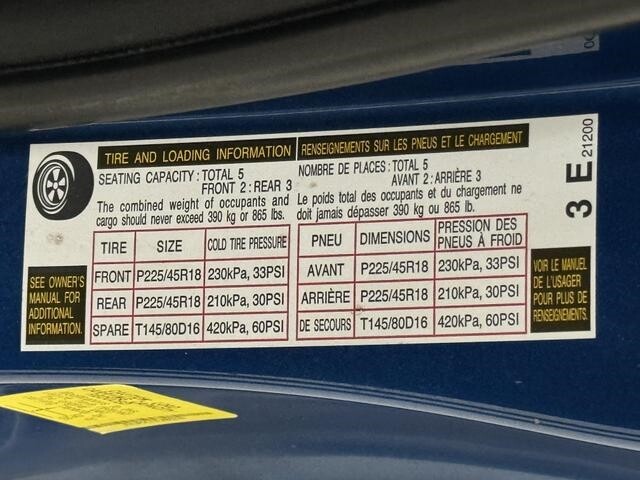 TIRE AND LOADING INFORMATION
SEATING CAPACITY: TOTAL 5
FRONT 2: REAR 3
The combined weight of occupants and
cargo should never exceed 390 kg or 865 lbs.
TIRE SIZE COLD TIRE PRESSURE
FRONT P225/45R18 230kPa, 33PSI
REAR P225/45R18 210kPa, 30PSI
SPARE T145/80D16 420kPa, 60PSI
SEE OWNER'S
MANUAL FOR
ADDITIONAL
INFORMATION.
RENSEIGNEMENTS SUR LES PNEUS ET LE CHARGEMENT
NOMBRE DE PLACES: TOTAL 5
AVANT 2: ARRIÈRE 3
Le poids total des occupants et du chargement ne
doit jamais dépasser 390 kg ou 865 lb.
PNEU DIMENSIONS PRESSION DES
PNEUS À FROID
AVANT P225/45R18 230kPa, 33PSI
ARRIÈRE P225/45R18 210kPa, 30PSI
DE SECOURS T145/80D16 420kPa, 60PSI
VOIR LE MANUEL
DE L'USAGER
POUR PLUS DE
RENSEIGNEMENTS.
3 E 21200